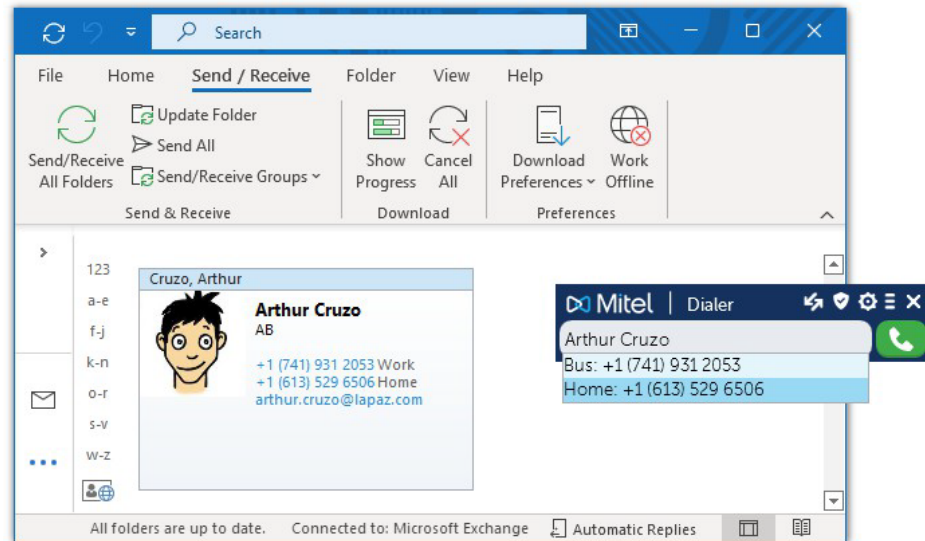 Search
File Home Send / Receive Folder View Help
Send/Receive
All Folders
Update Folder
Send All
Send/Receive Groups
Show
Progress
Cancel
All
Download
Preferences
Work
Offline
Send & Receive
Download
Preferences
123
a-e
f-j
k-n
o-r
s-v
w-z
Cruzo, Arthur
Arthur Cruzo
AB
+1 (741) 931 2053 Work
+1 (613) 529 6506 Home
arthur.cruzo@lapaz.com
Mitel | Dialer
Arthur Cruzo
Bus: +1 (741) 931 2053
Home: +1 (613) 529 6506
All folders are up to date. Connected to: Microsoft Exchange Automatic Replies